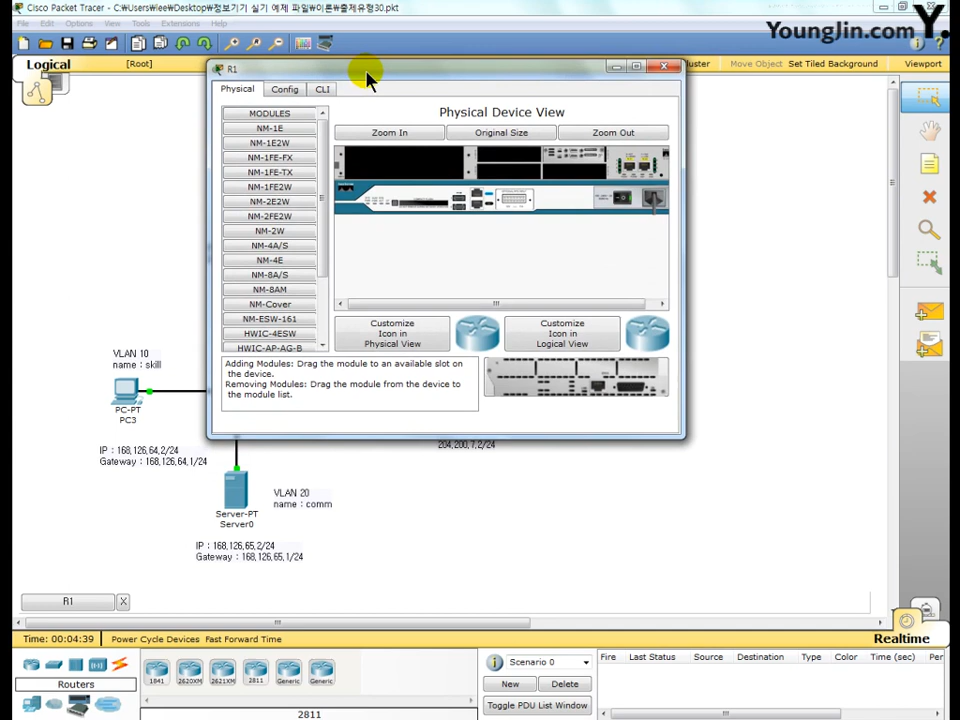 Cisco Packet Tracer - C:\Users\lee\Desktop\정보기기 실기 예제 파일\이론\출제유형30.pkt
File Edit Options View Tools Extensions Help
YoungJin.com Y.
Logical
[Root]
Move Object
Set Tiled Background
Viewport
R1
Physical
Config
CLI
MODULES
NM-1E
NM-1E2W
NM-1FE-FX
NM-1FE-TX
NM-1FE2W
NM-2E2W
NM-2FE2W
NM-2W
NM-4A/S
NM-4E
NM-8A/S
NM-8AM
NM-Cover
NM-ESW-161
HWIC-4ESW
HWIC-AP-AG-B
Physical Device View
Zoom In
Original Size
Zoom Out
Customize
Icon in
Physical View
Customize
Icon in
Logical View
Adding Modules: Drag the module to an available slot on
the device.
Removing Modules: Drag the module from the device to
the module list.
VLAN 10
name : skill
PC-PT
PC3
IP : 168,126,64,2/24
Gateway : 168,126,64,1/24
204,200,7,2/24
VLAN 20
name : comm
Server-PT
Server0
IP : 168,126,65,2/24
Gateway : 168,126,65,1/24
R1
X
Time: 00:04:39
Power Cycle Devices Fast Forward Time
Realtime
Routers
1841
2620XM
2621XM
2811
Generic
Generic
2811
Scenario 0
New
Delete
Toggle PDU List Window
Fire
Last Status
Source
Destination
Type
Color
Time (sec)